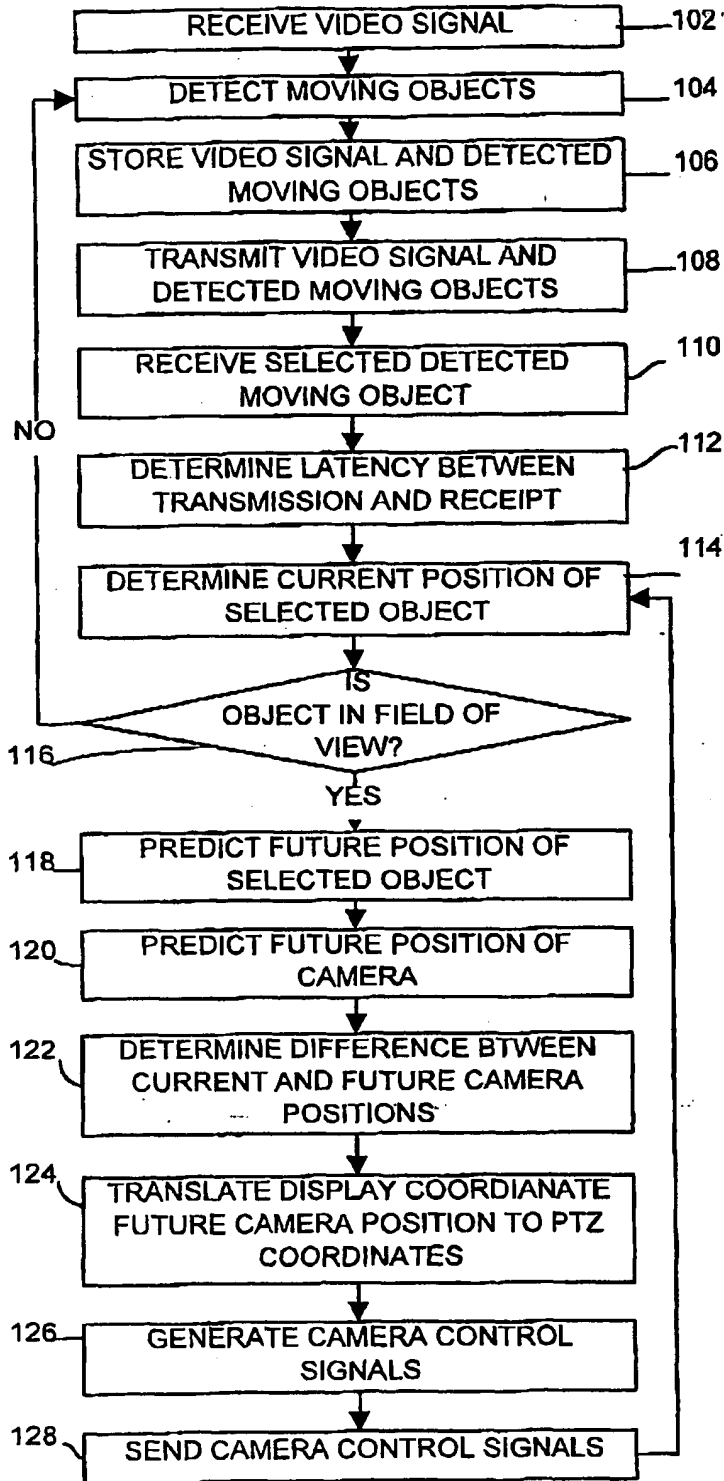 RECEIVE VIDEO SIGNAL
102
DETECT MOVING OBJECTS
104
STORE VIDEO SIGNAL AND DETECTED
MOVING OBJECTS
106
TRANSMIT VIDEO SIGNAL AND
DETECTED MOVING OBJECTS
108
RECEIVE SELECTED DETECTED
MOVING OBJECT
110
NO
DETERMINE LATENCY BETWEEN
TRANSMISSION AND RECEIPT
112
DETERMINE CURRENT POSITION OF
SELECTED OBJECT
114
IS
OBJECT IN FIELD OF
VIEW?
116
YES
118
PREDICT FUTURE POSITION OF
SELECTED OBJECT
120
PREDICT FUTURE POSITION OF
CAMERA
122
DETERMINE DIFFERENCE BTWEEN
CURRENT AND FUTURE CAMERA
POSITIONS
124
TRANSLATE DISPLAY COORDIANATE
FUTURE CAMERA POSITION TO PTZ
COORDINATES
126
GENERATE CAMERA CONTROL
SIGNALS
128
SEND CAMERA CONTROL SIGNALS